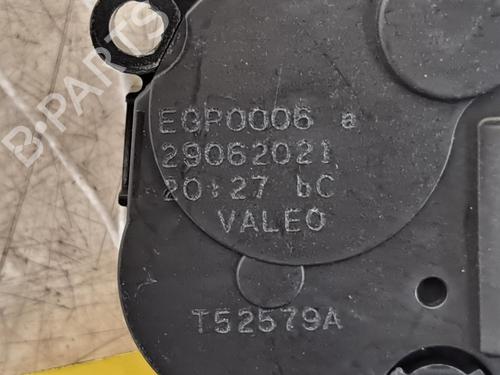 EGP0006 a
29062021
20:27 bC
VALEO
T52579A
B-PARTS